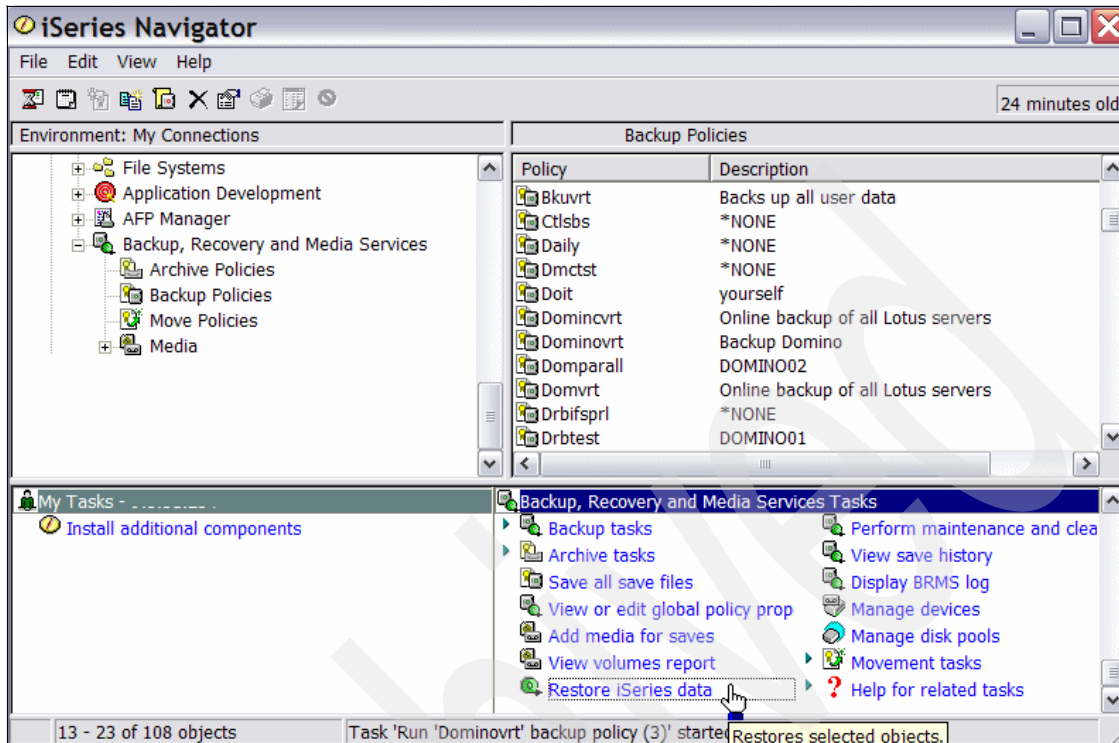 iSeries Navigator
File Edit View Help
24 minutes old
Environment: My Connections
Backup Policies
File Systems
Application Development
AFP Manager
Backup, Recovery and Media Services
Archive Policies
Backup Policies
Move Policies
Media
Policy Description
Bkuvrt Backs up all user data
Ctlsbs *NONE
Daily *NONE
Dmctst *NONE
Doit yourself
Domincvrt Online backup of all Lotus servers
Dominovrt Backup Domino
Domparall DOMINO02
Domvrt Online backup of all Lotus servers
Drbifsprl *NONE
Drbtest DOMINO01
My Tasks -
Install additional components
Backup, Recovery and Media Services Tasks
Backup tasks
Archive tasks
Save all save files
View or edit global policy prop
Add media for saves
View volumes report
Restore iSeries data
Perform maintenance and clea
View save history
Display BRMS log
Manage devices
Manage disk pools
Movement tasks
? Help for related tasks
13 - 23 of 108 objects
Task 'Run 'Dominovrt' backup policy (3)' started
Restores selected objects.